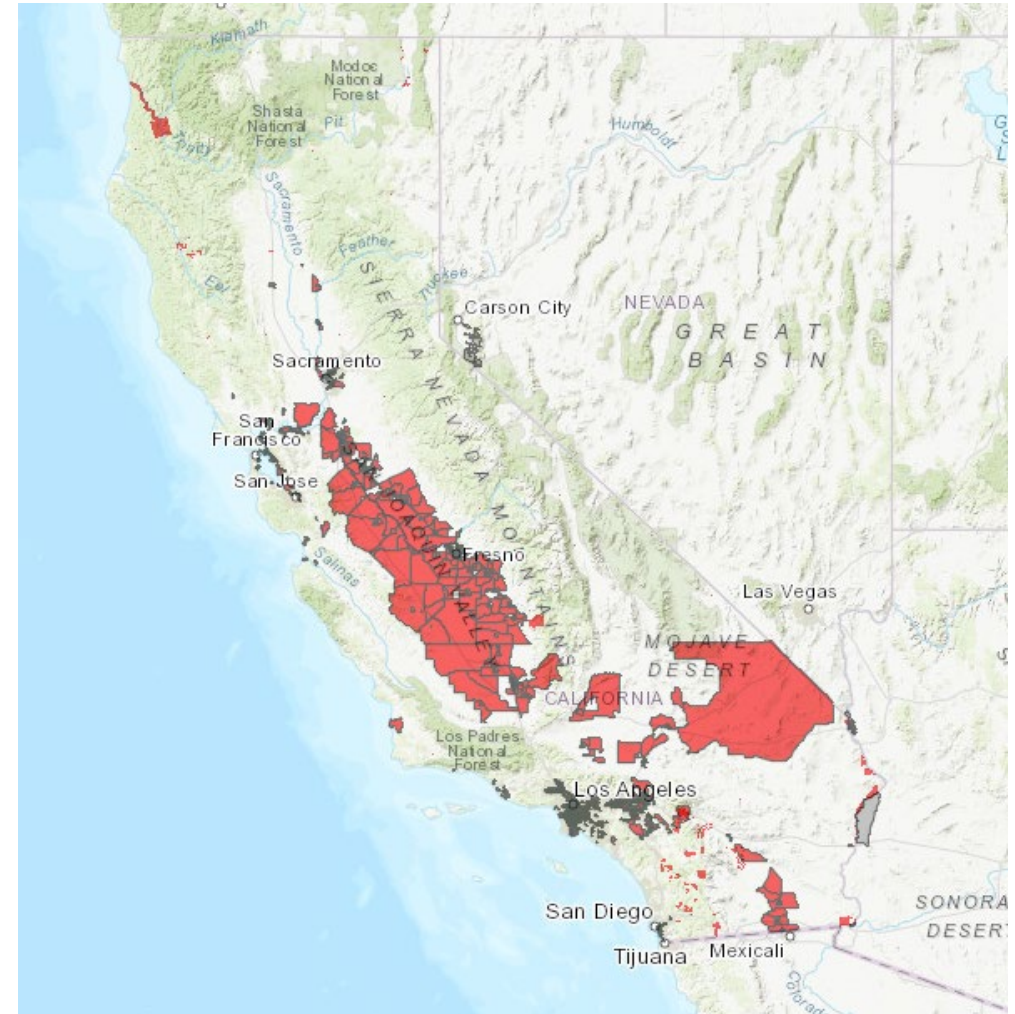 Klamath
Modoc
National
Forest
Shasta
National
Forest
Pit
Trinity
Humboldt
G
S
L
Sacramento
Feather
Eel
Truckee
SIERRA NEVADA MOUNTAINS
Carson City
NEVADA
GREAT
BASIN
Sacramento
San
Francisco
San Jose
SAN JOAQUIN VALLEY
Fresno
Salinas
Las Vegas
MOJAVE
DESERT
CALIFORNIA
Los Padres
National
Forest
Los Angeles
San Diego
Tijuana
Mexicali
SONORA
DESER
Colorad